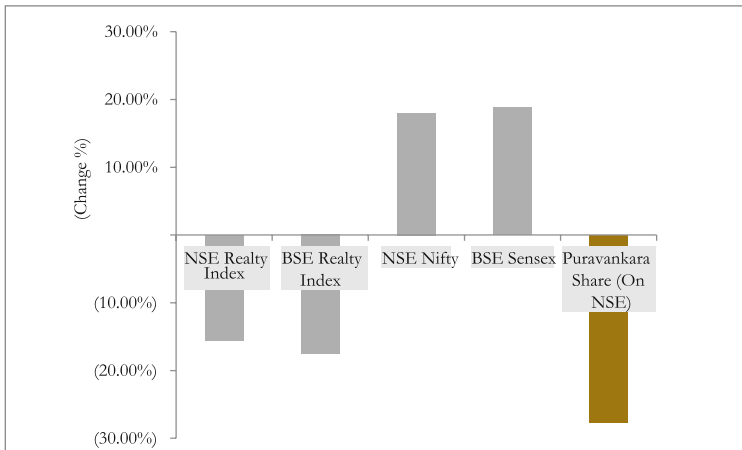 30.00%
20.00%
10.00%
(10.00%)
(20.00%)
(30.00%)
(Change %)
NSE Realty
Index
BSE Realty
Index
NSE Nifty
BSE Sensex
Puravankara
Share (On
NSE)